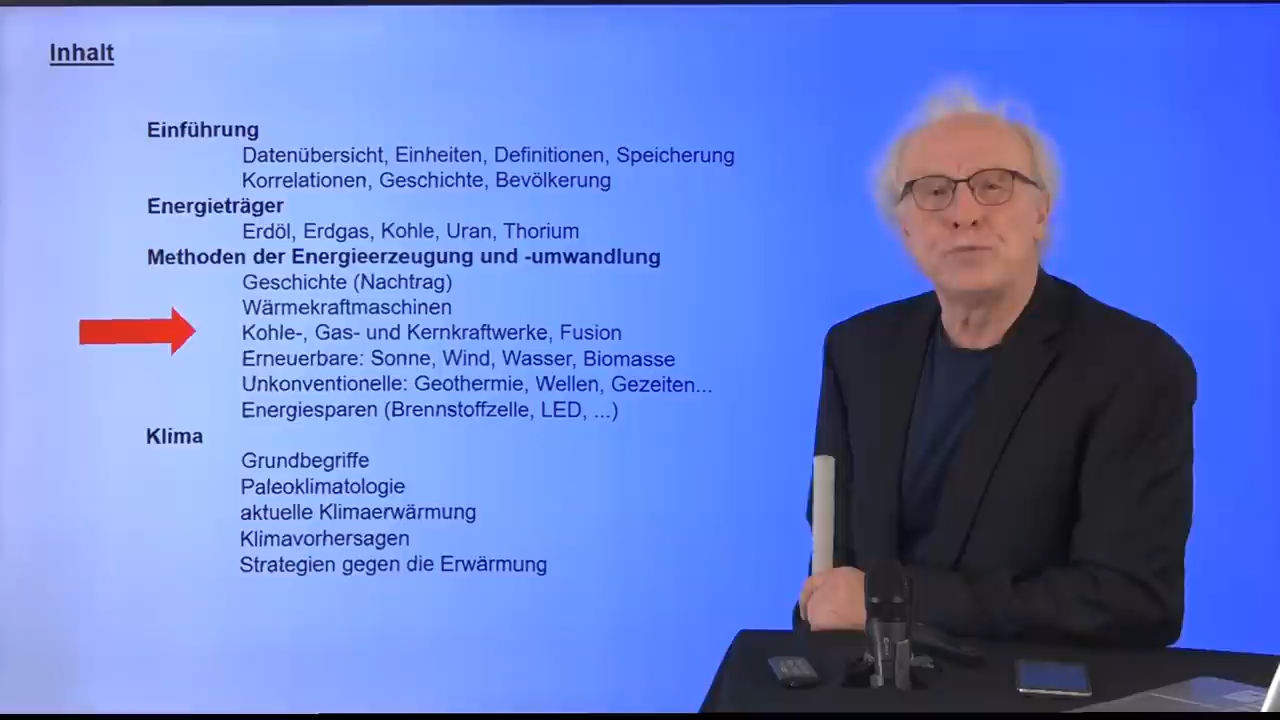 Inhalt
Einführung
Datenübersicht, Einheiten, Definitionen, Speicherung
Korrelationen, Geschichte, Bevölkerung
Energieträger
Erdöl, Erdgas, Kohle, Uran, Thorium
Methoden der Energieerzeugung und -umwandlung
Geschichte (Nachtrag)
Wärmekraftmaschinen
Kohle-, Gas- und Kernkraftwerke, Fusion
Erneuerbare: Sonne, Wind, Wasser, Biomasse
Unkonventionelle: Geothermie, Wellen, Gezeiten...
Energiesparen (Brennstoffzelle, LED, ...)
Klima
Grundbegriffe
Paleoklimatologie
aktuelle Klimaerwärmung
Klimavorhersagen
Strategien gegen die Erwärmung